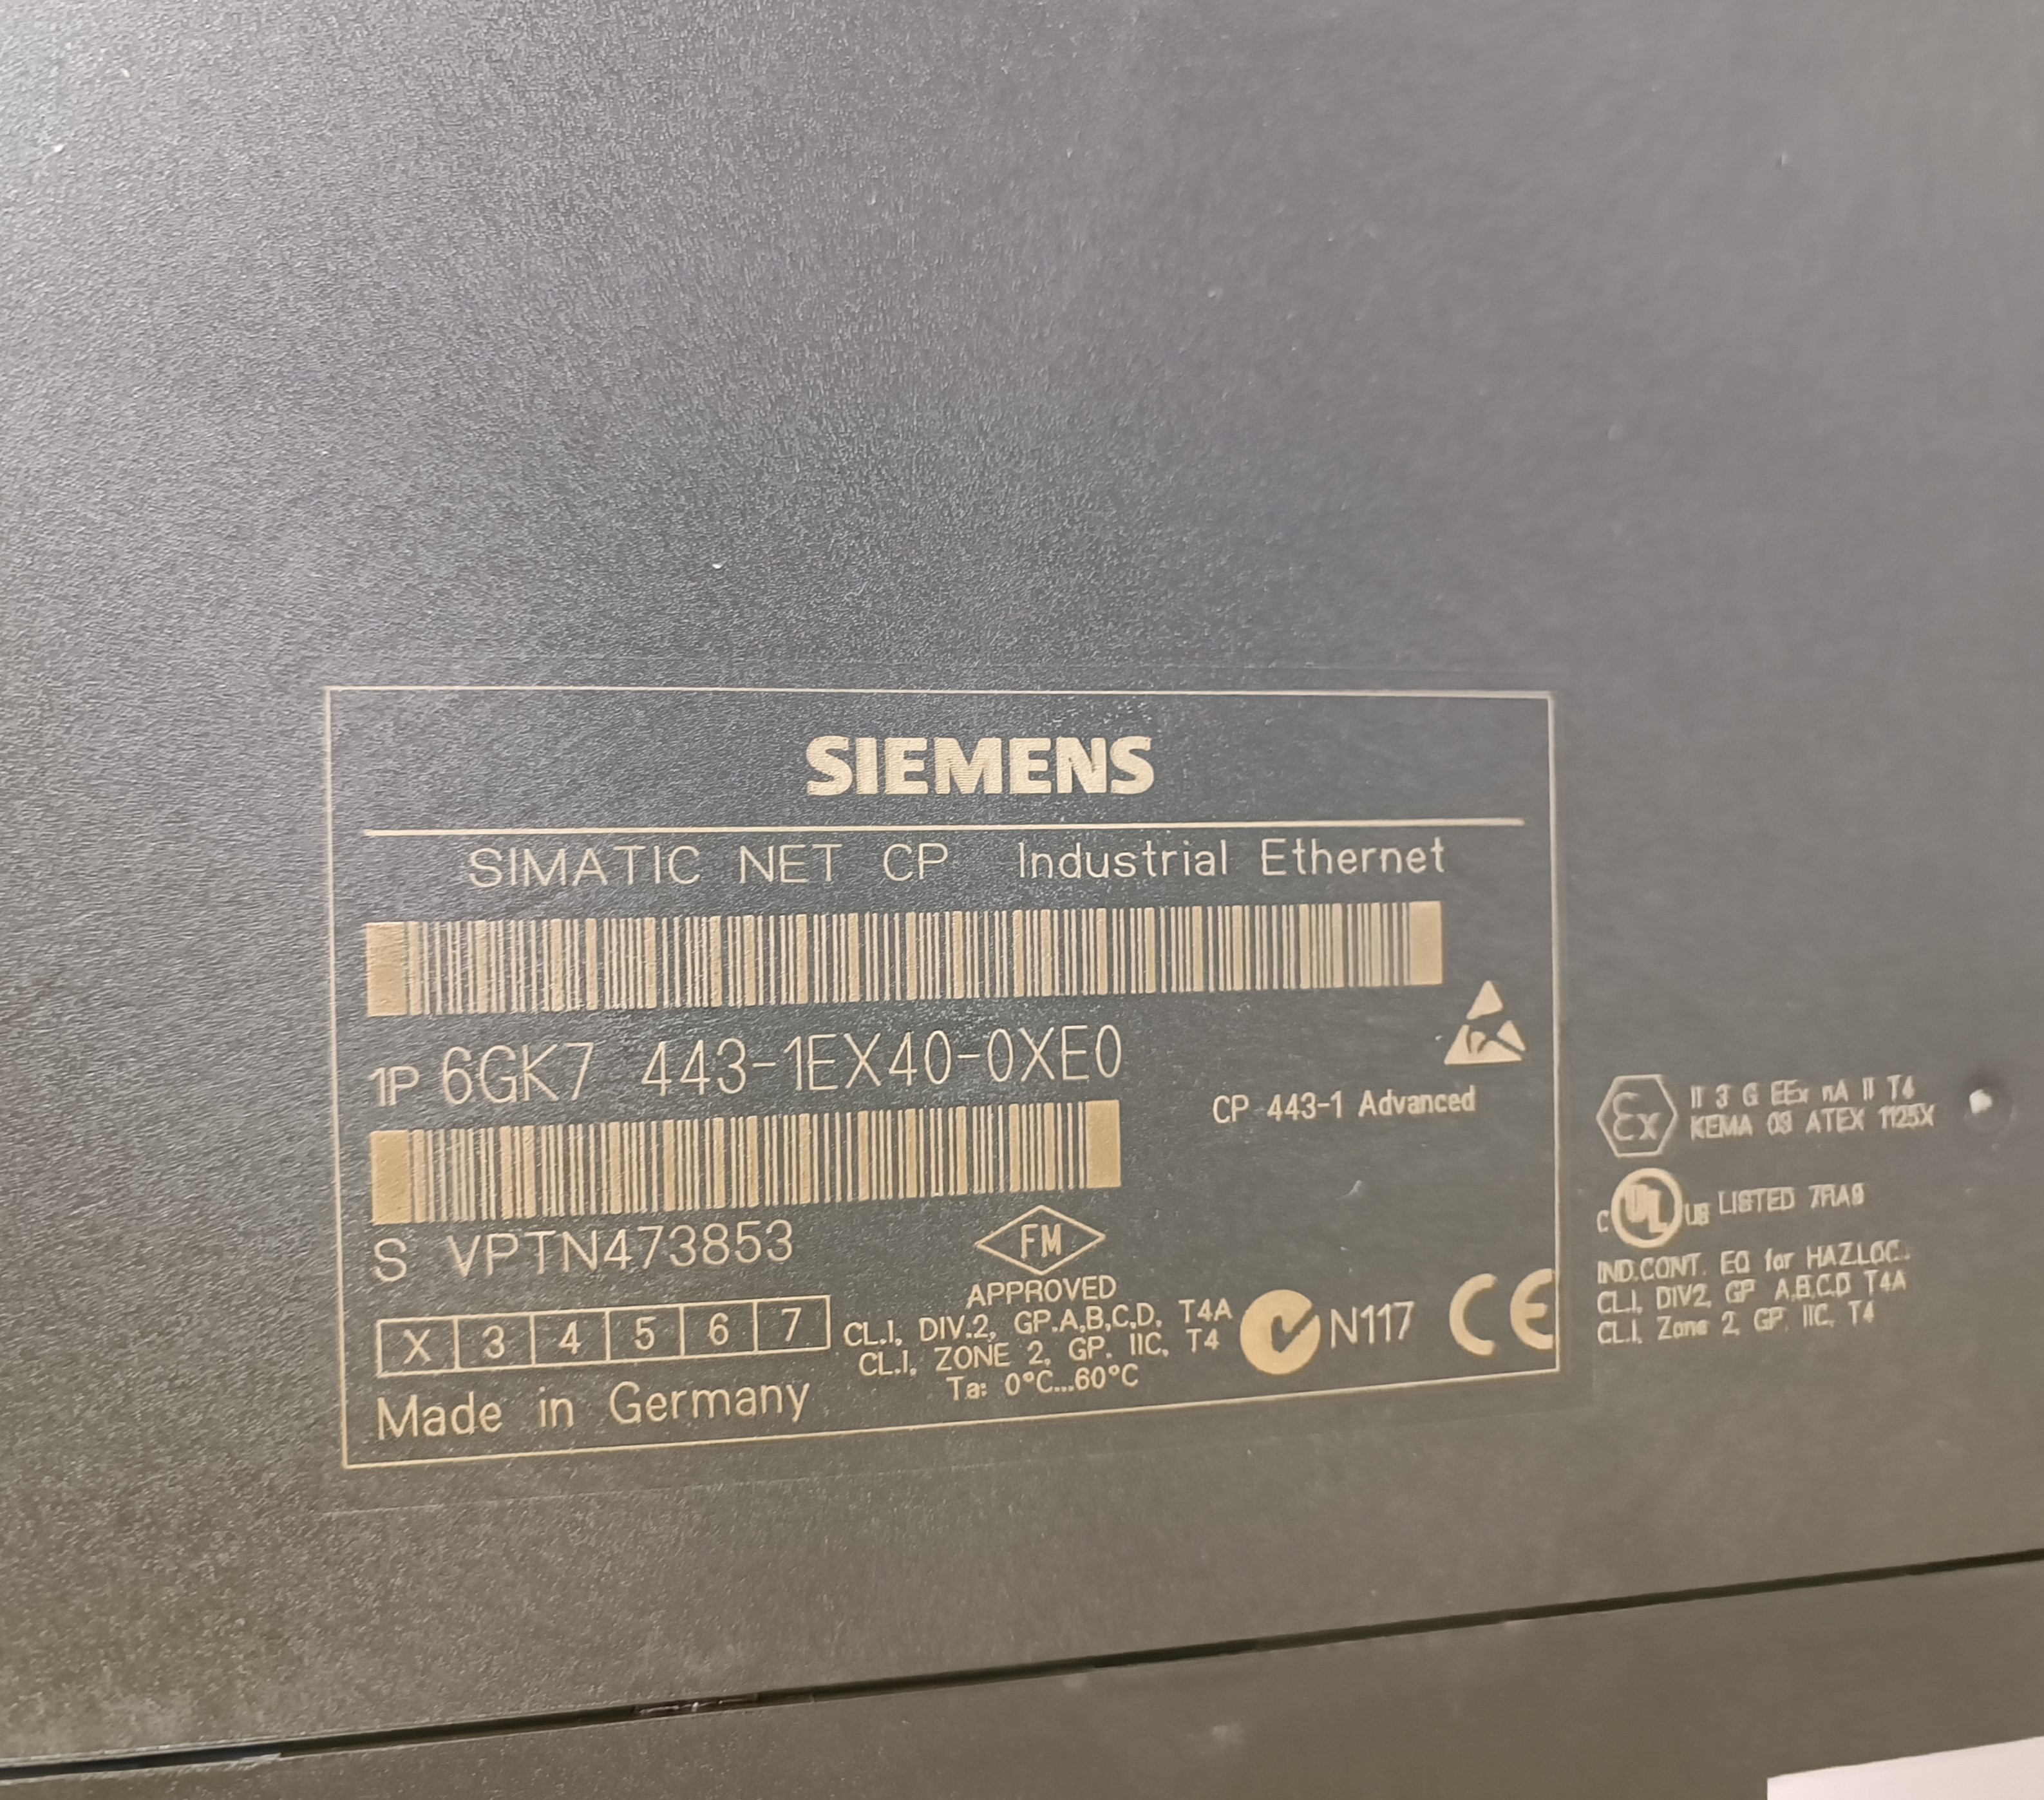 SIEMENS
SIMATIC NET CP Industrial Ethernet
1P 6GK7 443-1EX40-0XE0
CP 443-1 Advanced
S VPTN473853
X 3 4 5 6 7
Made in Germany
FM
APPROVED
CL.I, DIV.2, GP.A,B,C,D, T4A
CL.I, ZONE 2, GP. IIC, T4
Ta: 0°C...60°C
N117
CE
Ex
II 3 G EEx nA II T4
KEMA 03 ATEX 1125X
c UL us LISTED 7RA9
IND.CONT. EQ for HAZ.LOC.
CL.I, DIV2, GP A,B,C,D T4A
CL.I, Zone 2, GP, IIC, T4